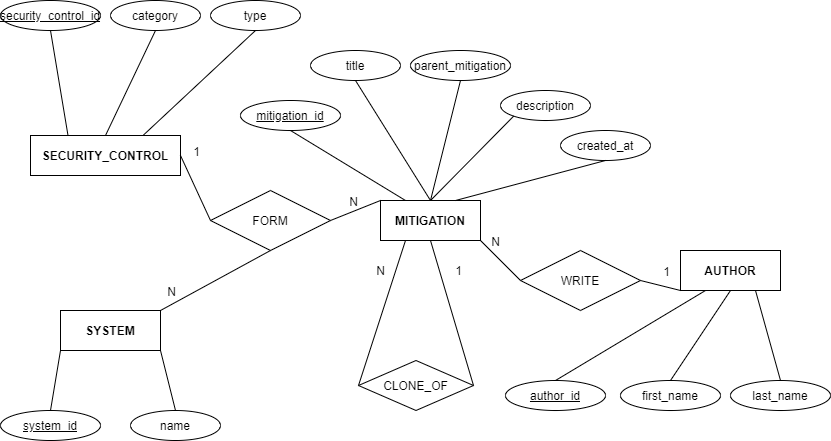 security_control_id
category
type
title
parent_mitigation
description
mitigation_id
created_at
SECURITY_CONTROL
1
N
FORM
MITIGATION
N
N
1
WRITE
1
AUTHOR
N
SYSTEM
CLONE_OF
author_id
first_name
last_name
system_id
name